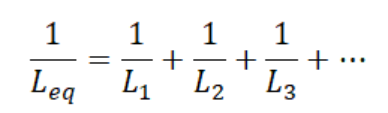 1/L_eq = 1/L_1 + 1/L_2 + 1/L_3 + ⋯